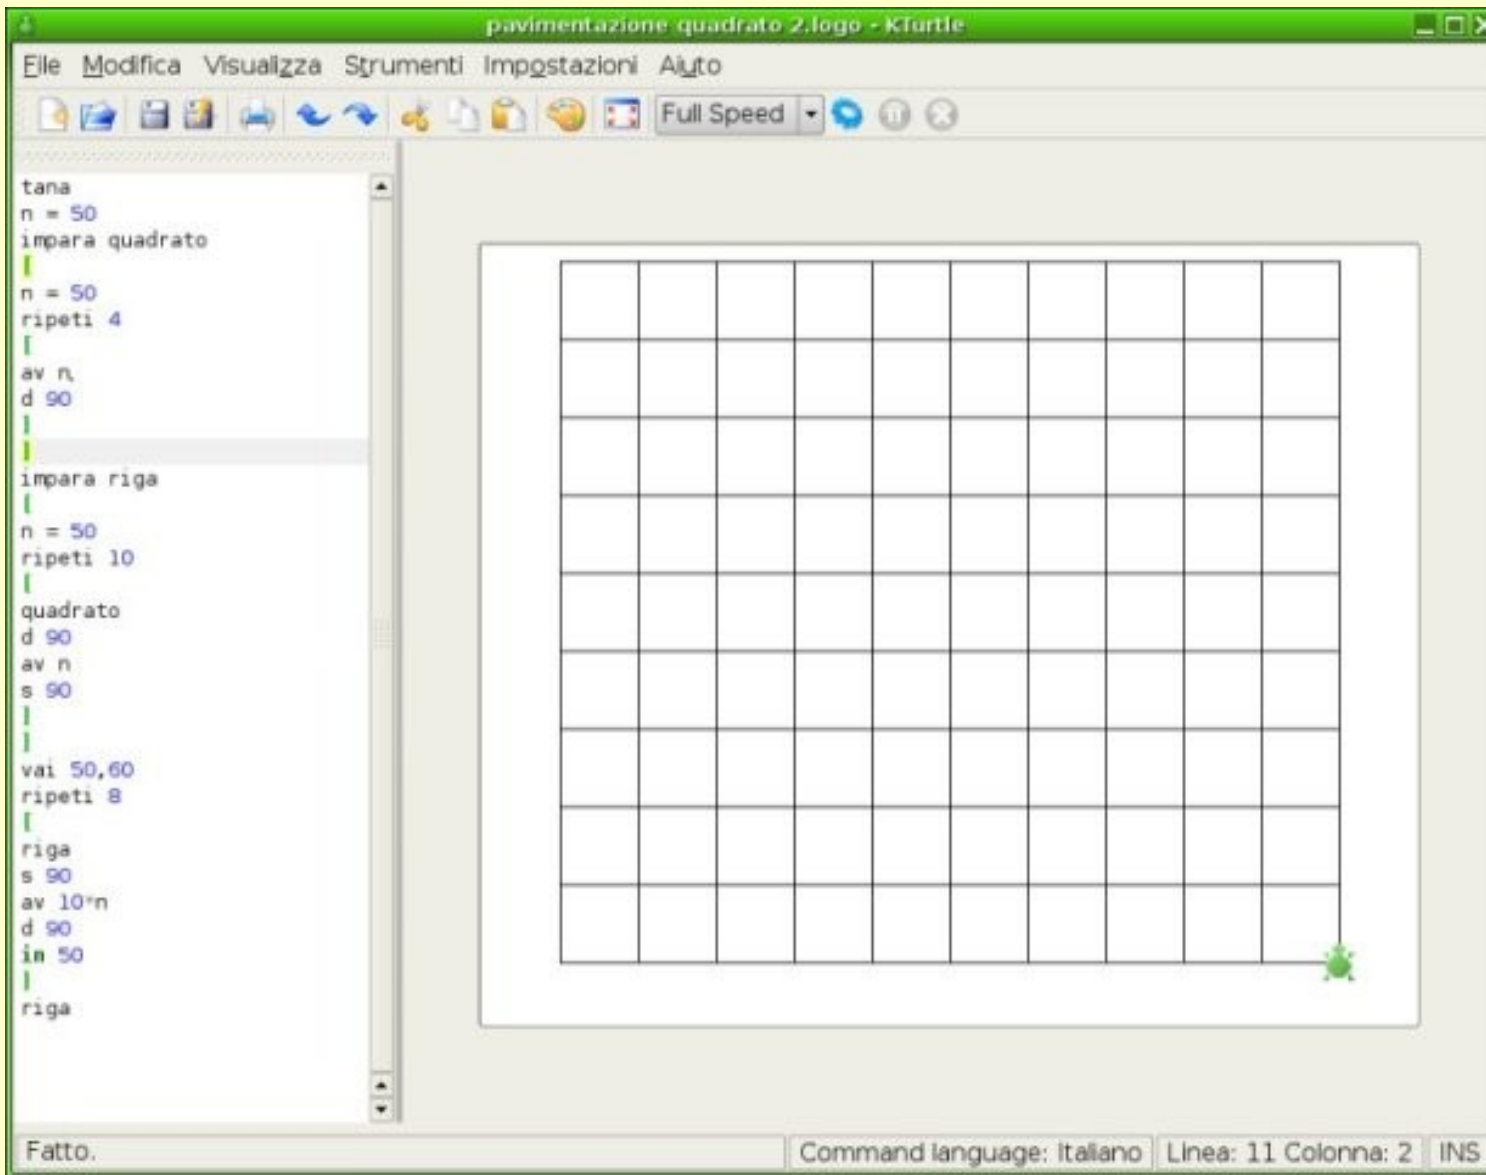 pavimentazione quadrato 2.logo - KTurtle
File Modifica Visualizza Strumenti Impostazioni Aiuto
Full Speed
tana
n = 50
impara quadrato
[
n = 50
ripeti 4
[
av n,
d 90
]
]
impara riga
[
n = 50
ripeti 10
[
quadrato
d 90
av n
s 90
]
]
vai 50,60
ripeti 8
[
riga
s 90
av 10*n
d 90
in 50
]
riga
Fatto. Command language: Italiano Linea: 11 Colonna: 2 INS